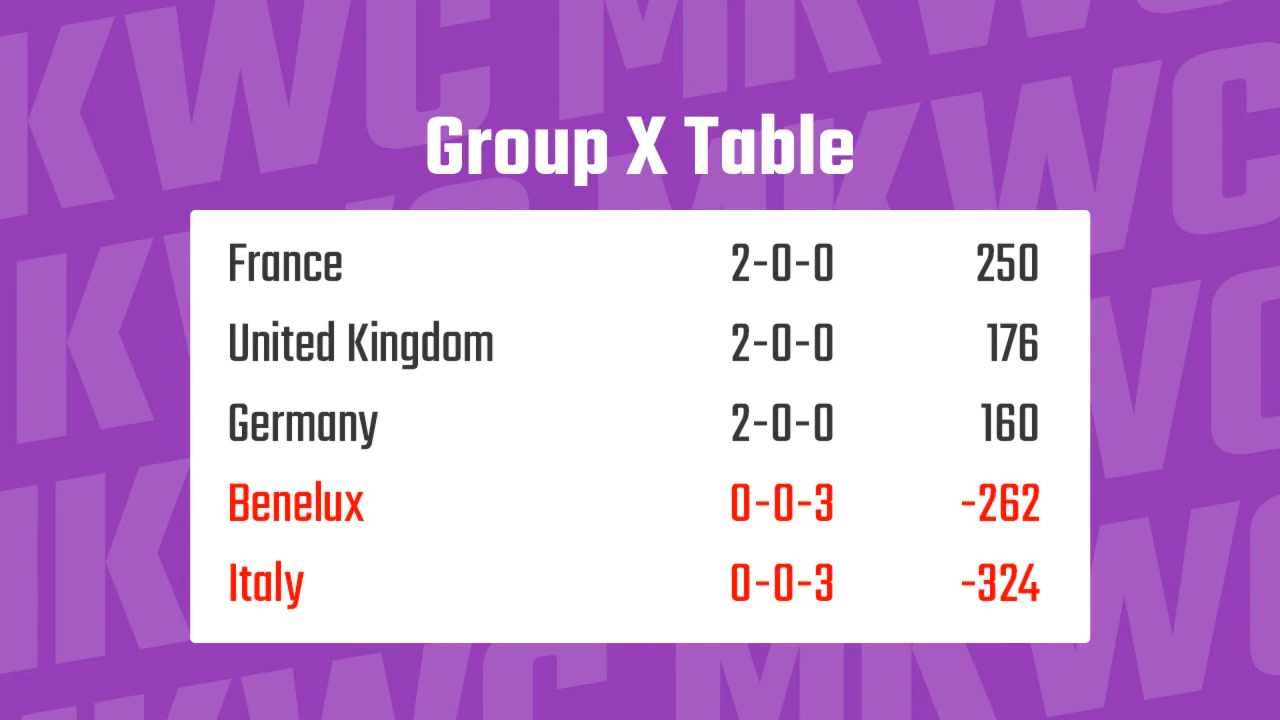 Group X Table
France 2-0-0 250
United Kingdom 2-0-0 176
Germany 2-0-0 160
Benelux 0-0-3 -262
Italy 0-0-3 -324